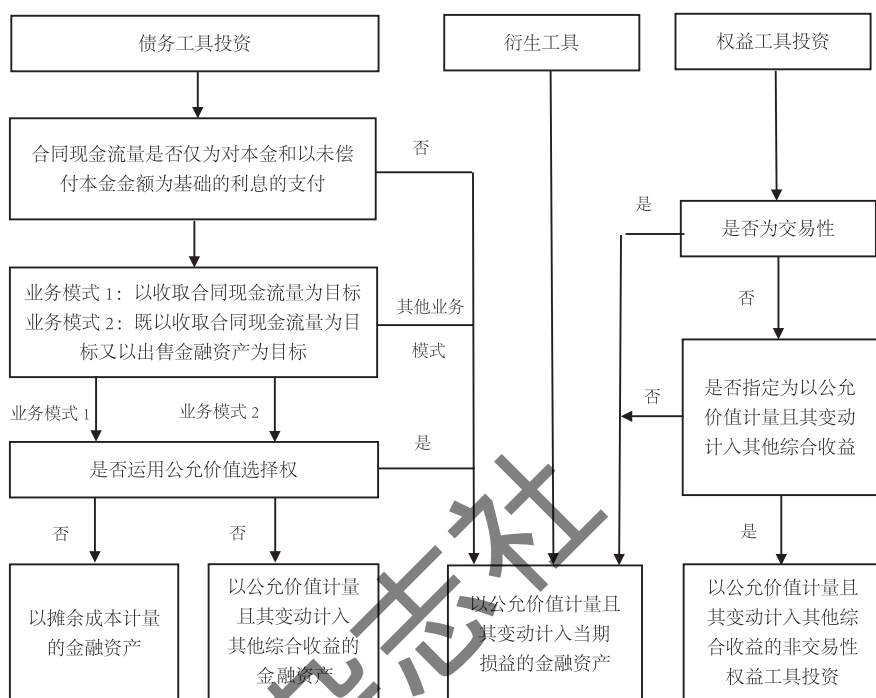 债务工具投资
衍生工具
权益工具投资
合同现金流量是否仅为对本金和以未偿
付本金金额为基础的利息的支付
否
是
是否为交易性
否
业务模式 1：以收取合同现金流量为目标
业务模式 2：既以收取合同现金流量为目
标又以出售金融资产为目标
其他业务
模式
是否指定为以公允
价值计量且其变动
计入其他综合收益
否
业务模式 1
业务模式 2
是否运用公允价值选择权
是
否
否
是
以摊余成本计量
的金融资产
以公允价值计量
且其变动计入
其他综合收益的
金融资产
以公允价值计量且
其变动计入当期
损益的金融资产
以公允价值计量且
其变动计入其他综
合收益的非交易性
权益工具投资
志社